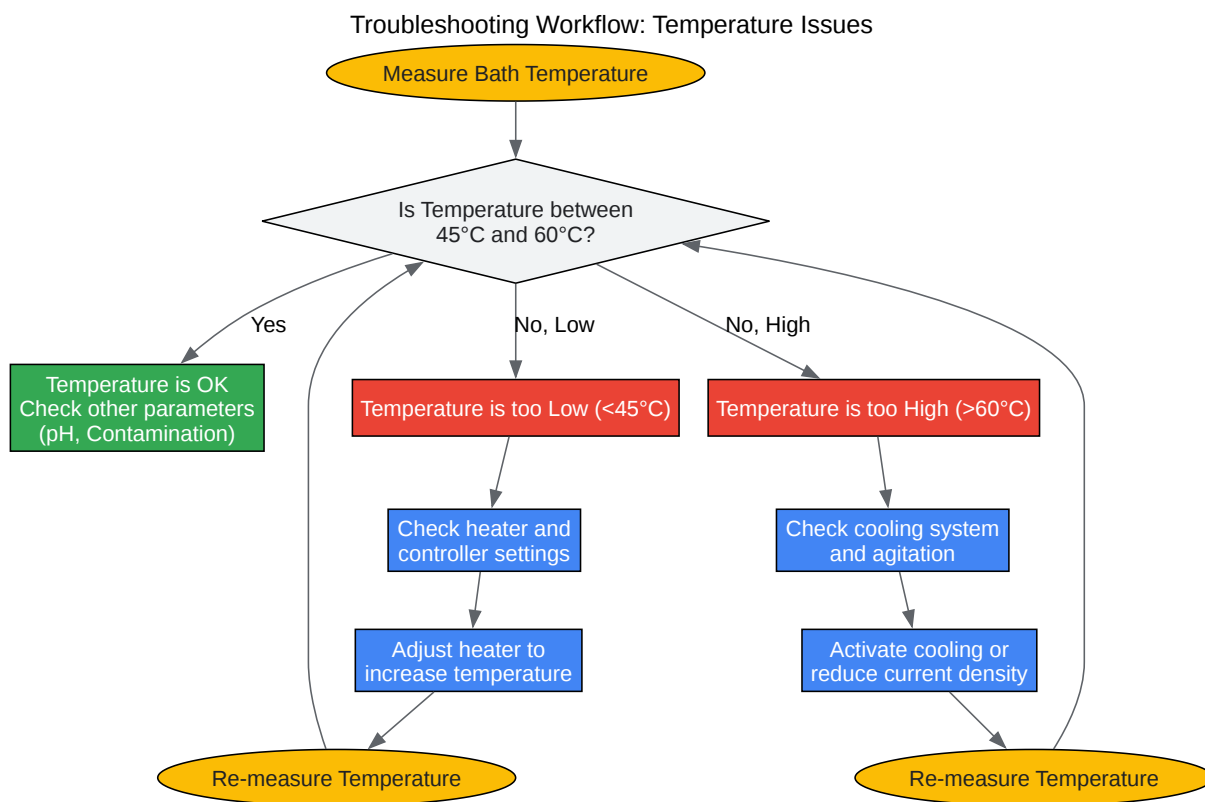 Troubleshooting Workflow: Temperature Issues
Measure Bath Temperature
Is Temperature between
45°C and 60°C?
Yes
No, Low
No, High
Temperature is OK
Check other parameters
(pH, Contamination)
Temperature is too Low (<45°C)
Temperature is too High (>60°C)
Check heater and
controller settings
Check cooling system
and agitation
Adjust heater to
increase temperature
Activate cooling or
reduce current density
Re-measure Temperature
Re-measure Temperature